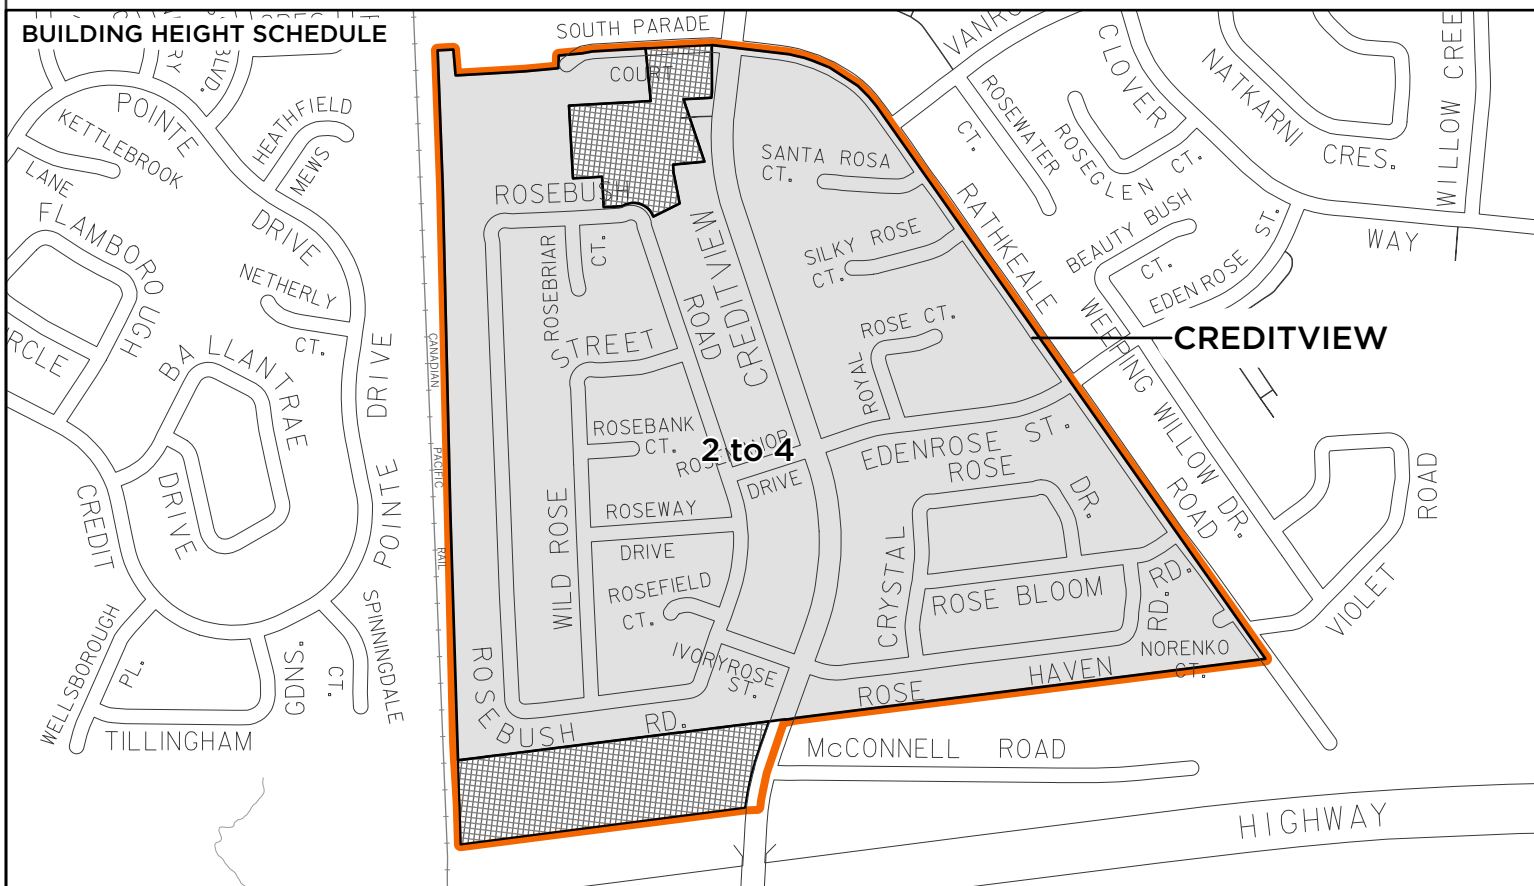 BUILDING HEIGHT SCHEDULE
SOUTH PARADE
COURT
POINTE
BLVD.
HEATHFIELD
MEWS
KETTLEBROOK
LANE
DRIVE
FLAMBOROUGH
NETHERLY
CT.
BALLANTRAE
DRIVE
CREDIT
POINTE DRIVE
WELLSBOROUGH
PL.
TILLINGHAM
GDNS.
SPINNINGDALE
CT.
CANADIAN
PACIFIC
RAIL
ROSEBUSH
ROSEBRIAR
CT.
STREET
ROSEBANK
CT.
WILD ROSE
ROSEWAY
DRIVE
ROSEFIELD
CT.
IVORYROSE
ST.
ROSEBUSH RD.
CREDITVIEW
ROAD
2 to 4
DRIVE
SANTA ROSA
CT.
SILKY ROSE
CT.
ROYAL ROSE CT.
EDENROSE ST.
CRYSTAL
ROSE
DR.
ROSE BLOOM
RD.
RD.
NORENKO
CT.
ROSE HAVEN
McCONNELL ROAD
HIGHWAY
RATHKEALE
ROAD
CREDITVIEW
WEEPING WILLOW DR.
VIOLET
ROAD
ROSEWATER
CT.
ROSEGLEN
CT.
CLOVER
NATKARNI
CRES.
WAY
BEAUTY BUSH
CT.
EDENROSE ST.